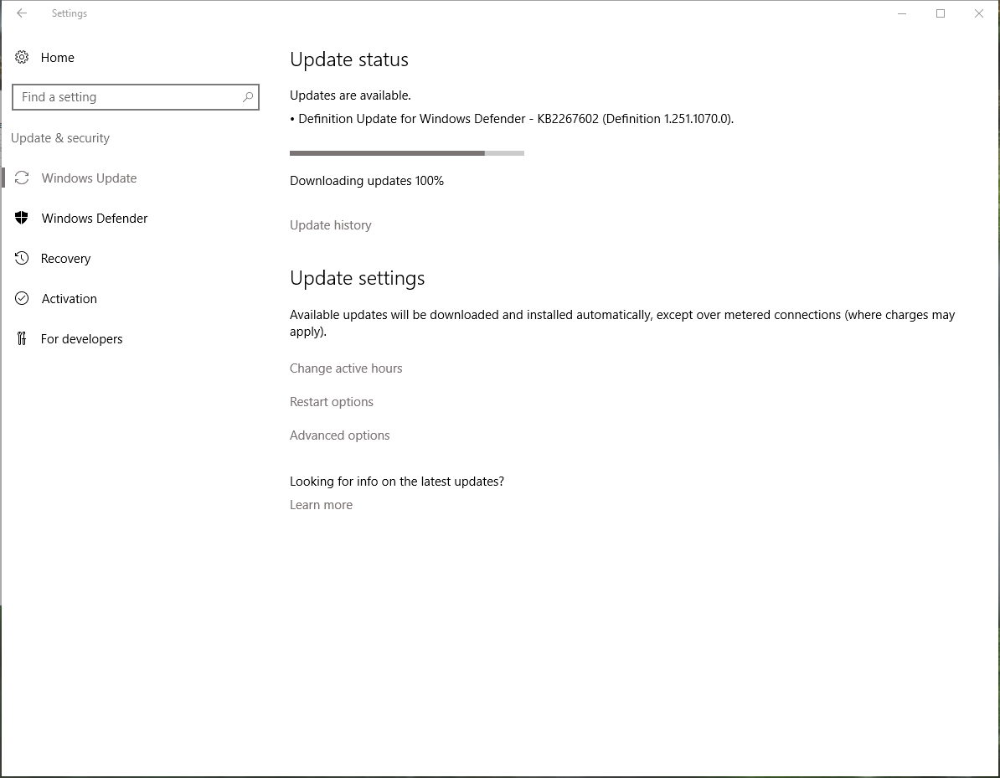 Settings
Home
Find a setting
Update & security
Windows Update
Windows Defender
Recovery
Activation
For developers
Update status
Updates are available.
• Definition Update for Windows Defender - KB2267602 (Definition 1.251.1070.0).
Downloading updates 100%
Update history
Update settings
Available updates will be downloaded and installed automatically, except over metered connections (where charges may
apply).
Change active hours
Restart options
Advanced options
Looking for info on the latest updates?
Learn more